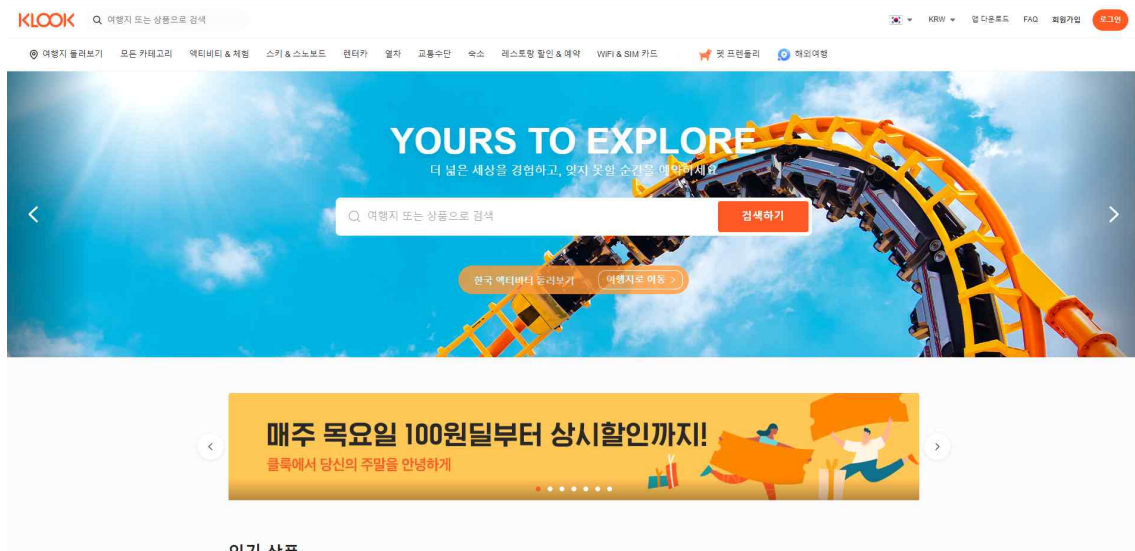 KLOOK
여행지 또는 상품으로 검색
KRW
앱 다운로드
FAQ
회원가입
로그인
여행지 둘러보기
모든 카테고리
액티비티 & 체험
스키 & 스노보드
렌터카
열차
교통수단
숙소
레스토랑 할인 & 예약
WiFi & SIM 카드
펫 프렌들리
해외여행
YOURS TO EXPLORE
더 넓은 세상을 경험하고, 잊지 못할 순간을 예약하세요
여행지 또는 상품으로 검색
검색하기
한국 액티비티 둘러보기
여행지로 이동 >
매주 목요일 100원딜부터 상시할인까지!
클룩에서 당신의 주말을 안녕하게
인기 상품